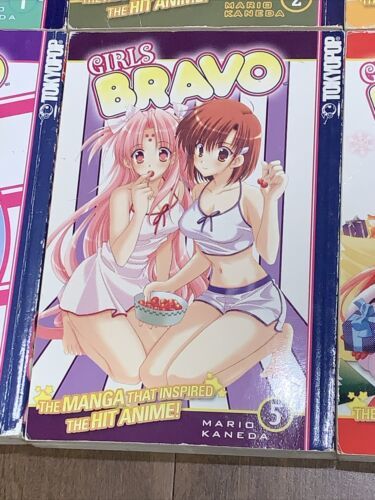 THE HIT ANIME!
MARIO
KANEDA
2
TOKYOPOP
GIRLS
BRAVO
THE MANGA THAT INSPIRED
THE HIT ANIME!
MARIO
KANEDA
5
TOKYOPOP